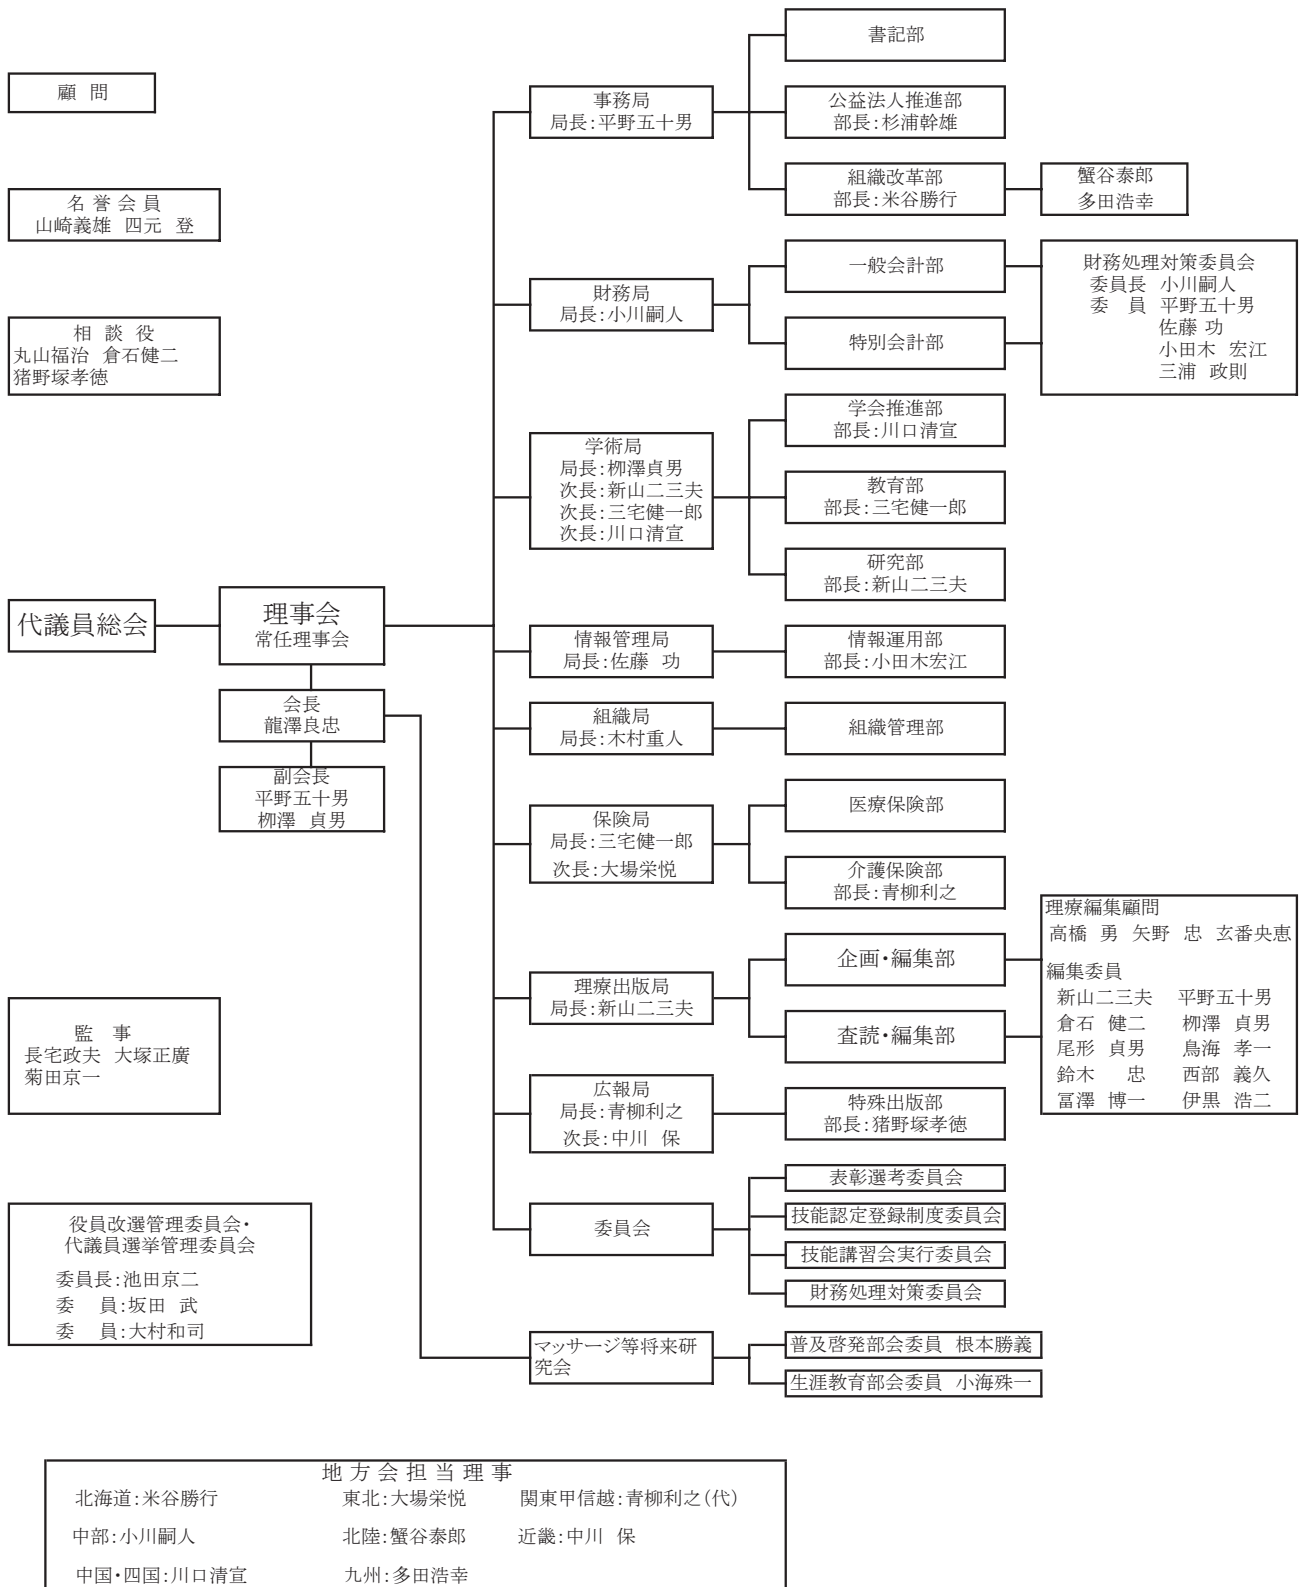 顧 問
名 誉 会 員
山崎義雄 四元 登
相 談 役
丸山福治 倉石健二
猪野塚孝徳
代議員総会
理事会
常任理事会
会長
龍澤良忠
副会長
平野五十男
栁澤 貞男
監 事
長宅政夫 大塚正廣
菊田京一
役員改選管理委員会・
代議員選挙管理委員会
委員長:池田京二
委 員:坂田 武
委 員:大村和司
事務局
局長:平野五十男
書記部
公益法人推進部
部長:杉浦幹雄
組織改革部
部長:米谷勝行
蟹谷泰郎
多田浩幸
財務局
局長:小川嗣人
一般会計部
特別会計部
財務処理対策委員会
委員長 小川嗣人
委 員 平野五十男
佐藤 功
小田木 宏江
三浦 政則
学術局
局長:栁澤貞男
次長:新山二三夫
次長:三宅健一郎
次長:川口清宣
学会推進部
部長:川口清宣
教育部
部長:三宅健一郎
研究部
部長:新山二三夫
情報管理局
局長:佐藤 功
情報運用部
部長:小田木宏江
組織局
局長:木村重人
組織管理部
保険局
局長:三宅健一郎
次長:大場栄悦
医療保険部
介護保険部
部長:青柳利之
理療出版局
局長:新山二三夫
企画・編集部
査読・編集部
理療編集顧問
高橋 勇 矢野 忠 玄番央恵
編集委員
新山二三夫 平野五十男
倉石 健二 栁澤 貞男
尾形 貞男 鳥海 孝一
鈴木 忠 西部 義久
冨澤 博一 伊黒 浩二
広報局
局長:青柳利之
次長:中川 保
特殊出版部
部長:猪野塚孝徳
委員会
表彰選考委員会
技能認定登録制度委員会
技能講習会実行委員会
財務処理対策委員会
マッサージ等将来研
究会
普及啓発部会委員 根本勝義
生涯教育部会委員 小海殊一
地 方 会 担 当 理 事
北海道:米谷勝行 東北:大場栄悦 関東甲信越:青柳利之(代)
中部:小川嗣人 北陸:蟹谷泰郎 近畿:中川 保
中国・四国:川口清宣 九州:多田浩幸